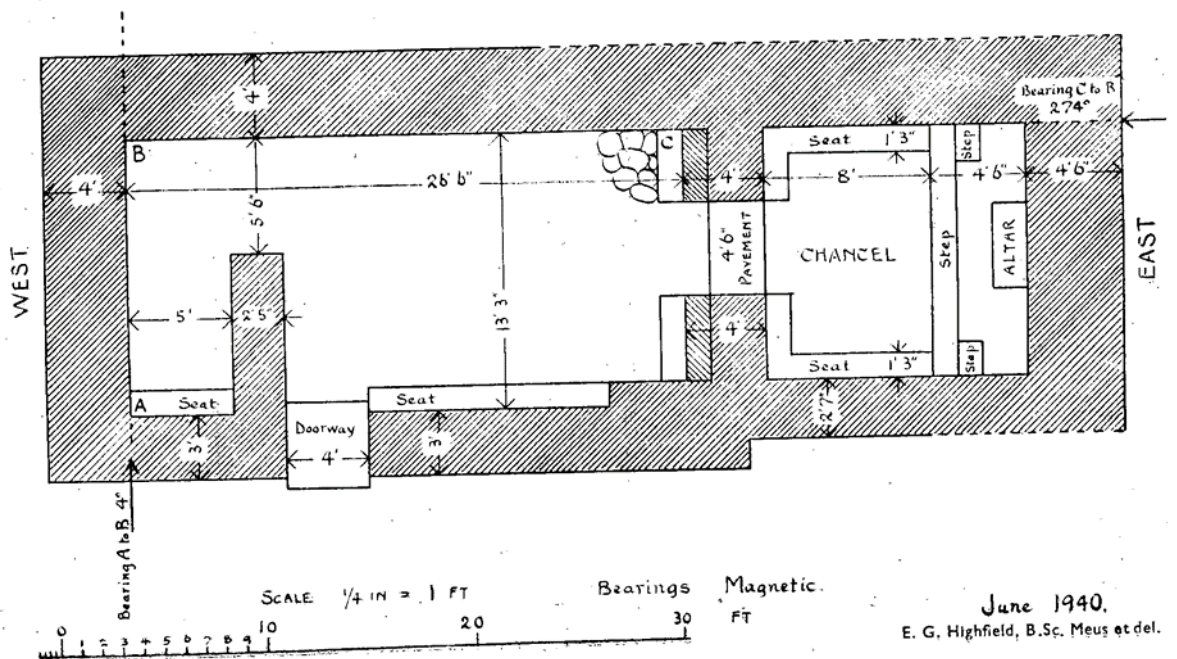 Bearing C to B
274°
4'
B
C
Seat
1' 3"
Step
4'
26' 6"
4'
8'
4' 6"
4' 6"
5' 6"
WEST
4' 6"
PAVEMENT
CHANCEL
Step
ALTAR
EAST
5'
2' 5"
13' 3"
4'
Seat
1' 3"
Step
A
Seat
Seat
Doorway
3'
4'
3'
2' 7"
Bearing A to B 4°
SCALE 1/4 IN = 1 FT
Bearings Magnetic.
0 1 2 3 4 5 6 7 8 9 10 20 30 FT
June 1940.
E. G. Highfield, B.Sc. Meus et del.